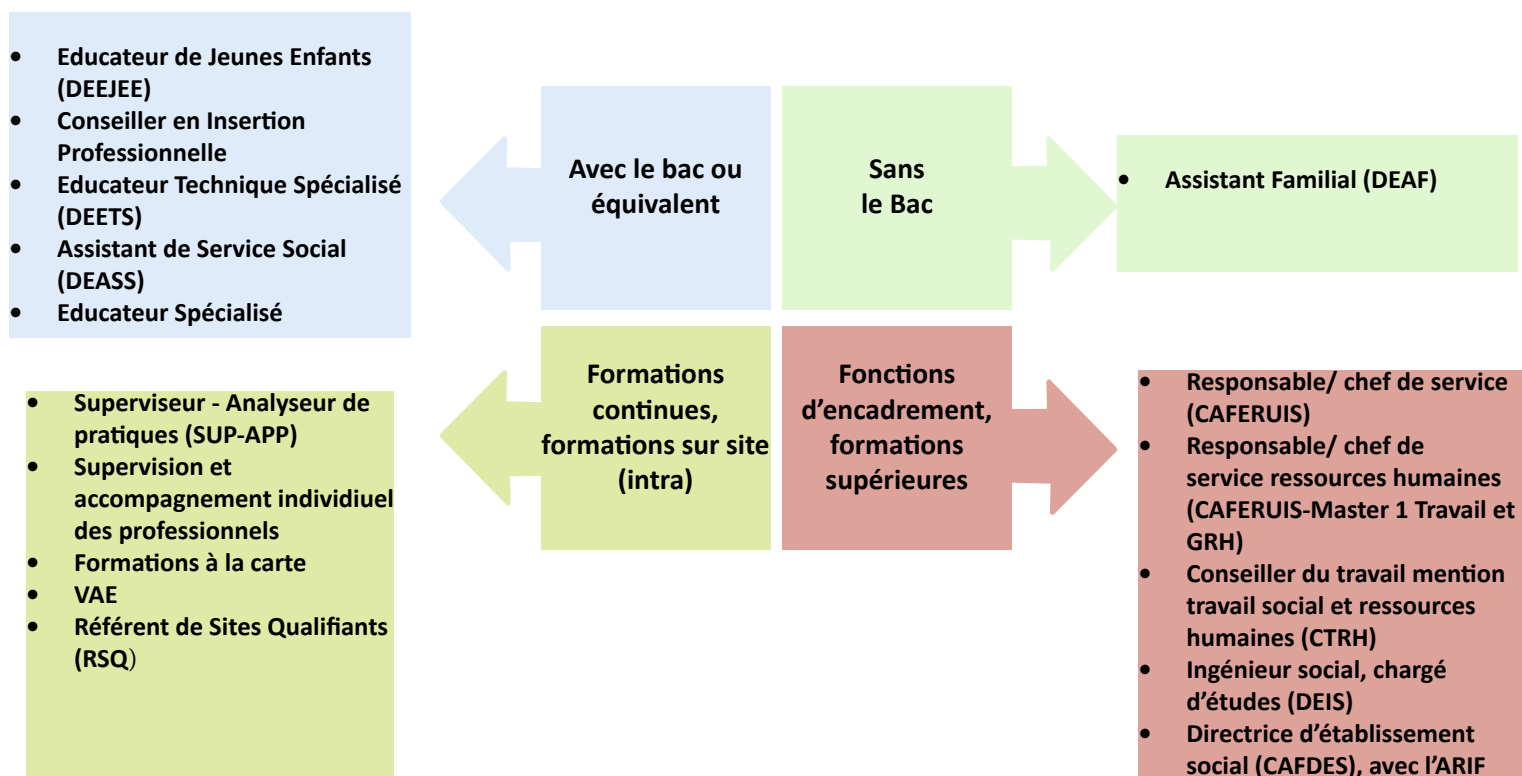 • Educateur de Jeunes Enfants
(DEEJEE)
• Conseiller en Insertion
Professionnelle
• Educateur Technique Spécialisé
(DEETS)
• Assistant de Service Social
(DEASS)
• Educateur Spécialisé
Avec le bac ou
équivalent
Sans
le Bac
• Assistant Familial (DEAF)
• Superviseur - Analyseur de
pratiques (SUP-APP)
• Supervision et
accompagnement individiuel
des professionnels
• Formations à la carte
• VAE
• Référent de Sites Qualifiants
(RSQ)
Formations
continues,
formations sur site
(intra)
Fonctions
d’encadrement,
formations
supérieures
• Responsable/ chef de service
(CAFERUIS)
• Responsable/ chef de
service ressources humaines
(CAFERUIS-Master 1 Travail et
GRH)
• Conseiller du travail mention
travail social et ressources
humaines (CTRH)
• Ingénieur social, chargé
d’études (DEIS)
• Directrice d’établissement
social (CAFDES), avec l’ARIF